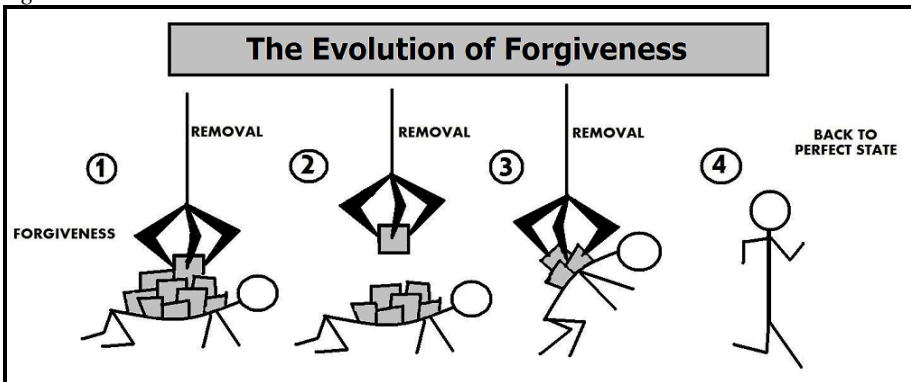 The Evolution of Forgiveness
REMOVAL
REMOVAL
REMOVAL
BACK TO
PERFECT STATE
1
2
3
4
FORGIVENESS